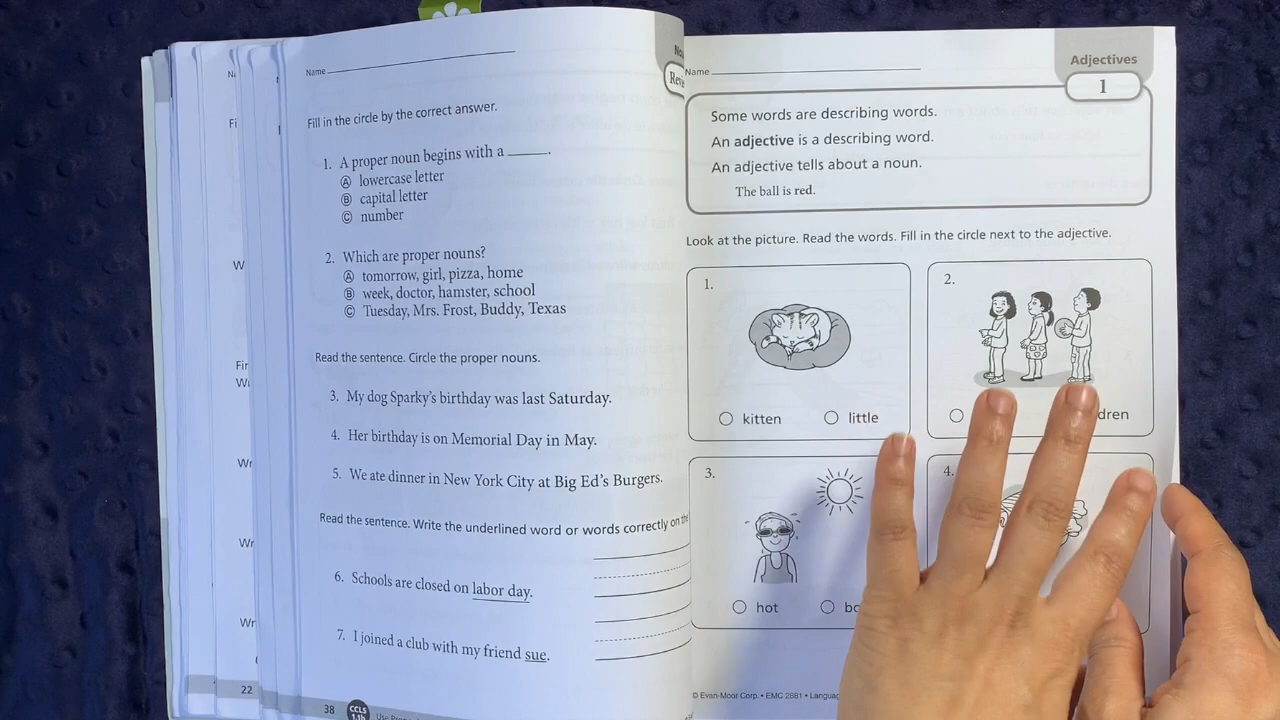 Name
Fill in the circle by the correct answer.
1. A proper noun begins with a ______.
Ⓐ lowercase letter
Ⓑ capital letter
Ⓒ number
2. Which are proper nouns?
Ⓐ tomorrow, girl, pizza, home
Ⓑ week, doctor, hamster, school
Ⓒ Tuesday, Mrs. Frost, Buddy, Texas
Read the sentence. Circle the proper nouns.
3. My dog Sparky's birthday was last Saturday.
4. Her birthday is on Memorial Day in May.
5. We ate dinner in New York City at Big Ed's Burgers.
Read the sentence. Write the underlined word or words correctly on
6. Schools are closed on labor day.
7. I joined a club with my friend sue.
22
38
CCLS
Name
Adjectives
1
Some words are describing words.
An adjective is a describing word.
An adjective tells about a noun.
The ball is red.
Look at the picture. Read the words. Fill in the circle next to the adjective.
1.
kitten
little
2.
3.
hot
4.
© Evan-Moor Corp. • EMC 2881 •